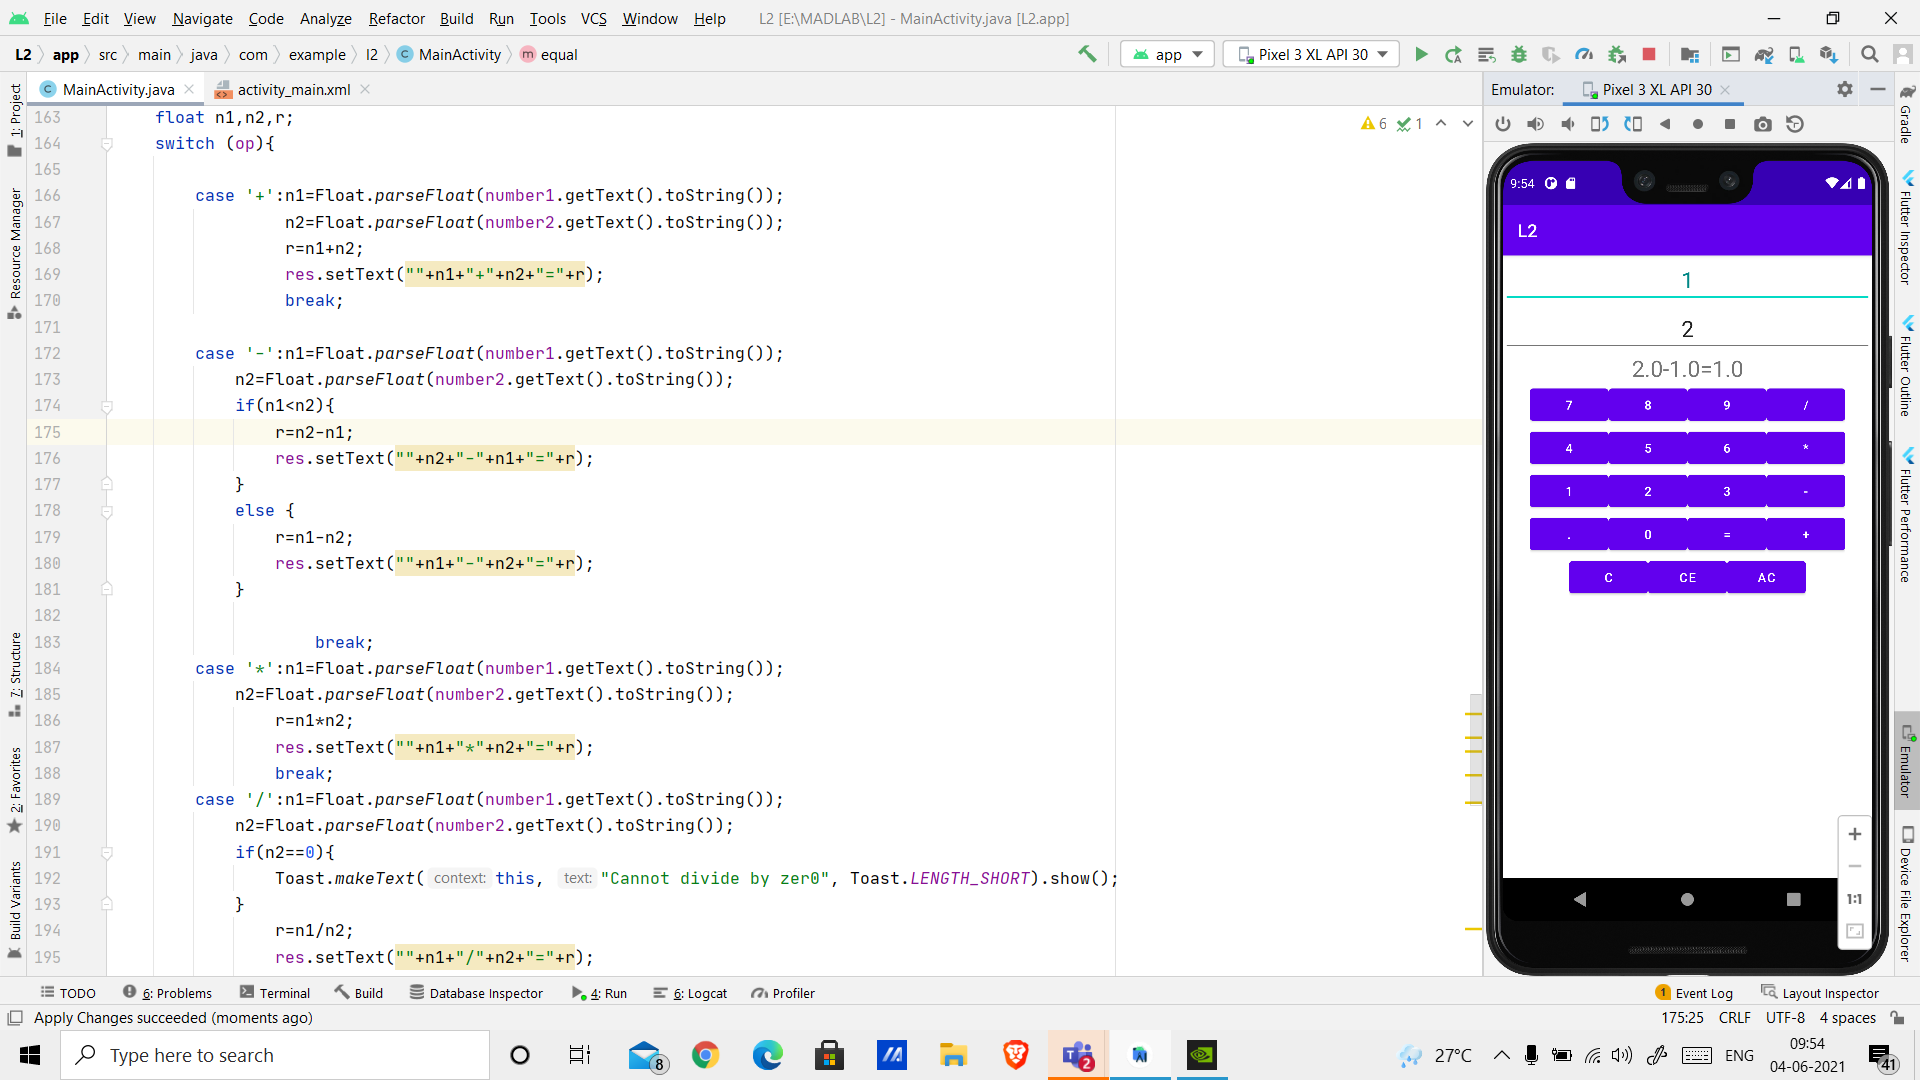 File Edit View Navigate Code Analyze Refactor Build Run Tools VCS Window Help L2 [E:\MADLAB\L2] - MainActivity.java [L2.app]
L2 app src main java com example l2 MainActivity equal app Pixel 3 XL API 30
MainActivity.java activity_main.xml Emulator: Pixel 3 XL API 30
6 1
163 float n1,n2,r;
164 switch (op){
165
166 case '+':n1=Float.parseFloat(number1.getText().toString());
167 n2=Float.parseFloat(number2.getText().toString());
168 r=n1+n2;
169 res.setText(""+n1+"+"+n2+"="+r);
170 break;
171
172 case '-':n1=Float.parseFloat(number1.getText().toString());
173 n2=Float.parseFloat(number2.getText().toString());
174 if(n1<n2){
175 r=n2-n1;
176 res.setText(""+n2+"-"+n1+"="+r);
177 }
178 else {
179 r=n1-n2;
180 res.setText(""+n1+"-"+n2+"="+r);
181 }
182
183 break;
184 case '*':n1=Float.parseFloat(number1.getText().toString());
185 n2=Float.parseFloat(number2.getText().toString());
186 r=n1*n2;
187 res.setText(""+n1+"*"+n2+"="+r);
188 break;
189 case '/':n1=Float.parseFloat(number1.getText().toString());
190 n2=Float.parseFloat(number2.getText().toString());
191 if(n2==0){
192 Toast.makeText( context: this, text: "Cannot divide by zer0", Toast.LENGTH_SHORT).show();
193 }
194 r=n1/n2;
195 res.setText(""+n1+"/"+n2+"="+r);
1: Project
Resource Manager
7: Structure
2: Favorites
Build Variants
9:54
L2
1
2
2.0-1.0=1.0
7 8 9 /
4 5 6 *
1 2 3 -
. 0 = +
C CE AC
1:1
Gradle
Flutter Inspector
Flutter Outline
Flutter Performance
Emulator
Device File Explorer
TODO 6: Problems Terminal Build Database Inspector 4: Run 6: Logcat Profiler 1 Event Log Layout Inspector
Apply Changes succeeded (moments ago) 175:25 CRLF UTF-8 4 spaces
Type here to search 8 2 27°C ENG 09:54
04-06-2021 41